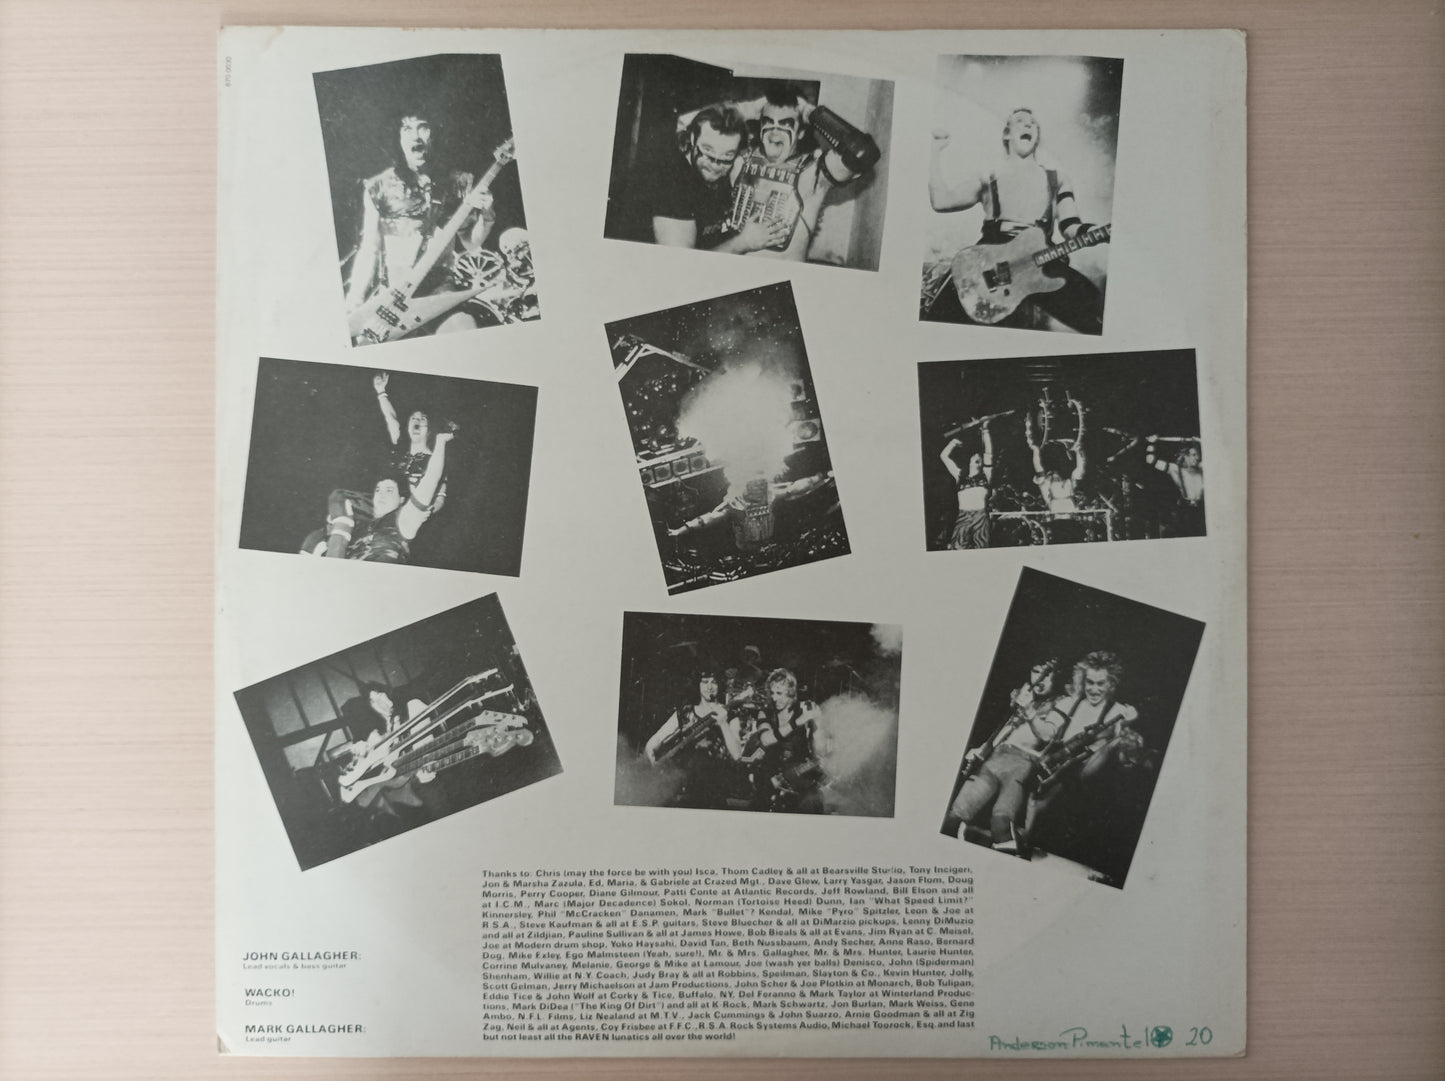 670.0030
Thanks to: Chris (may the force be with you) Isca, Thom Cadley & all at Bearsville Studio, Tony Incigeri,
Jon & Marsha Zazula, Ed, Maria, & Gabriele at Crazed Mgt., Dave Glew, Larry Yasgar, Jason Flom, Doug
Morris, Perry Cooper, Diane Gilmour, Patti Conte at Atlantic Records, Jeff Rowland, Bill Elson and all
at I.C.M., Marc (Major Decadence) Sokol, Norman (Tortoise Heed) Dunn, Ian "What Speed Limit?"
Kinnersley, Phil "McCracken" Danamen, Mark "Bullet"? Kendal, Mike "Pyro" Spitzler, Leon & Joe at
R.S.A., Steve Kaufman & all at E.S.P. guitars, Steve Bluecher & all at DiMarzio pickups, Lenny DiMuzio
and all at Zildjian, Pauline Sullivan & all at James Howe, Bob Bieals & all at Evans, Jim Ryan at C. Meisel,
Joe at Modern drum shop, Yoko Haysahi, David Tan, Beth Nussbaum, Andy Secher, Anne Raso, Bernard
Dog, Mike Exley, Ego Malmsteen (Yeah, sure!), Mr. & Mrs. Gallagher, Mr. & Mrs. Hunter, Laurie Hunter,
Corrine Mulvaney, Melanie, George & Mike at Lamour, Joe (wash yer balls) Denisco, John (Spiderman)
Shenham, Willie at N.Y. Coach, Judy Bray & all at Robbins, Speilman, Slayton & Co., Kevin Hunter, Jolly,
Scott Gelman, Jerry Michaelson at Jam Productions, John Scher & Joe Plotkin at Monarch, Bob Tulipan,
Eddie Tice & John Wolf at Corky & Tice, Buffalo, NY, Del Feranno & Mark Taylor at Winterland Produc-
tions, Mark DiDea ("The King Of Dirt") and all at K-Rock, Mark Schwartz, Jon Burlan, Mark Weiss, Gene
Ambo, N.F.L. Films, Liz Nealand at M.T.V., Jack Cummings & John Suarzo, Arnie Goodman & all at Zig
Zag, Neil & all at Agents, Coy Frisbee at F.F.C., R.S.A. Rock Systems Audio, Michael Toorock, Esq. and last
but not least all the RAVEN lunatics all over the world!
JOHN GALLAGHER:
Lead vocals & bass guitar
WACKO!
Drums
MARK GALLAGHER:
Lead guitar
Anderson Pimentel 20